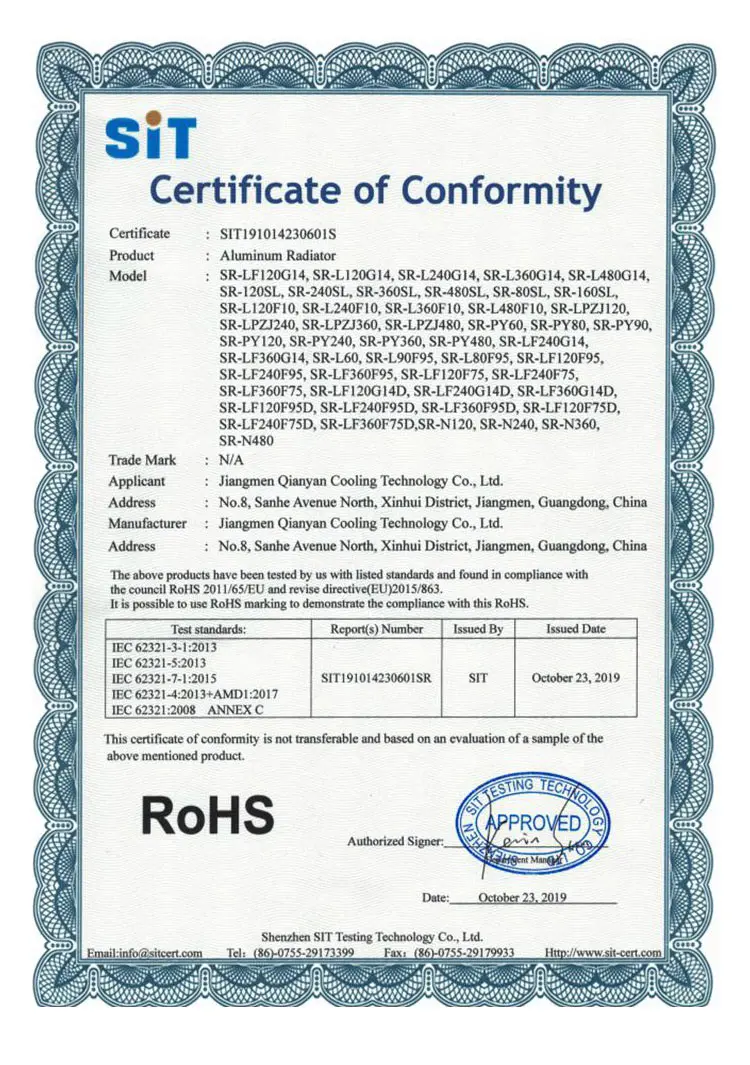 SiT
Certificate of Conformity
Certificate : SIT191014230601S
Product : Aluminum Radiator
Model : SR-LF120G14, SR-L120G14, SR-L240G14, SR-L360G14, SR-L480G14,
SR-120SL, SR-240SL, SR-360SL, SR-480SL, SR-80SL, SR-160SL,
SR-L120F10, SR-L240F10, SR-L360F10, SR-L480F10, SR-LPZJ120,
SR-LPZJ240, SR-LPZJ360, SR-LPZJ480, SR-PY60, SR-PY80, SR-PY90,
SR-PY120, SR-PY240, SR-PY360, SR-PY480, SR-LF240G14,
SR-LF360G14, SR-L60, SR-L90F95, SR-L80F95, SR-LF120F95,
SR-LF240F95, SR-LF360F95, SR-LF120F75, SR-LF240F75,
SR-LF360F75, SR-LF120G14D, SR-LF240G14D, SR-LF360G14D,
SR-LF120F95D, SR-LF240F95D, SR-LF360F95D, SR-LF120F75D,
SR-LF240F75D, SR-LF360F75D,SR-N120, SR-N240, SR-N360,
SR-N480
Trade Mark : N/A
Applicant : Jiangmen Qianyan Cooling Technology Co., Ltd.
Address : No.8, Sanhe Avenue North, Xinhui District, Jiangmen, Guangdong, China
Manufacturer : Jiangmen Qianyan Cooling Technology Co., Ltd.
Address : No.8, Sanhe Avenue North, Xinhui District, Jiangmen, Guangdong, China
The above products have been tested by us with listed standards and found in compliance with
the council RoHS 2011/65/EU and revise directive(EU)2015/863.
It is possible to use RoHS marking to demonstrate the compliance with this RoHS.
Test standards: Report(s) Number Issued By Issued Date
IEC 62321-3-1:2013
IEC 62321-5:2013
IEC 62321-7-1:2015 SIT191014230601SR SIT October 23, 2019
IEC 62321-4:2013+AMD1:2017
IEC 62321:2008 ANNEX C
This certificate of conformity is not transferable and based on an evaluation of a sample of the
above mentioned product.
RoHS
SIT TESTING TECHNOLOGY
APPROVED
Authorized Signer:
Date: October 23, 2019
Shenzhen SIT Testing Technology Co., Ltd.
Email:info@sitcert.com Tel: (86)-0755-29173399 Fax: (86)-0755-29179933 Http://www.sit-cert.com